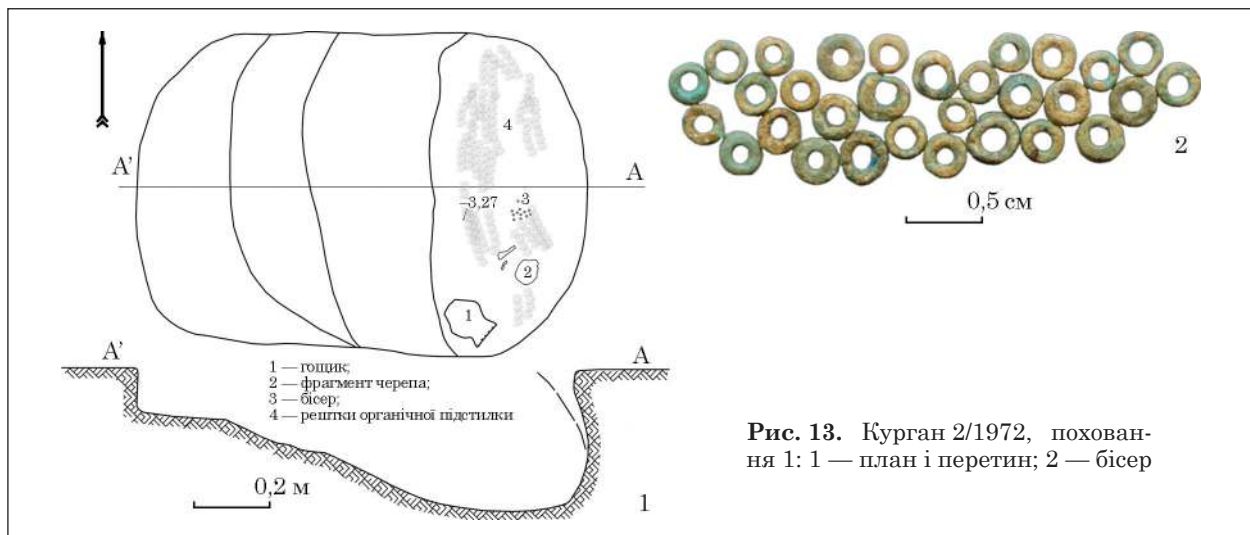 4
A'
A
–3,27
3
2
1
A'
A
1 — гощик;
2 — фрагмент черепа;
3 — бісер;
4 — рештки органічної підстилки
0,2 м
1
2
0,5 см
Рис. 13. Курган 2/1972, похован-
ня 1: 1 — план і перетин; 2 — бісер